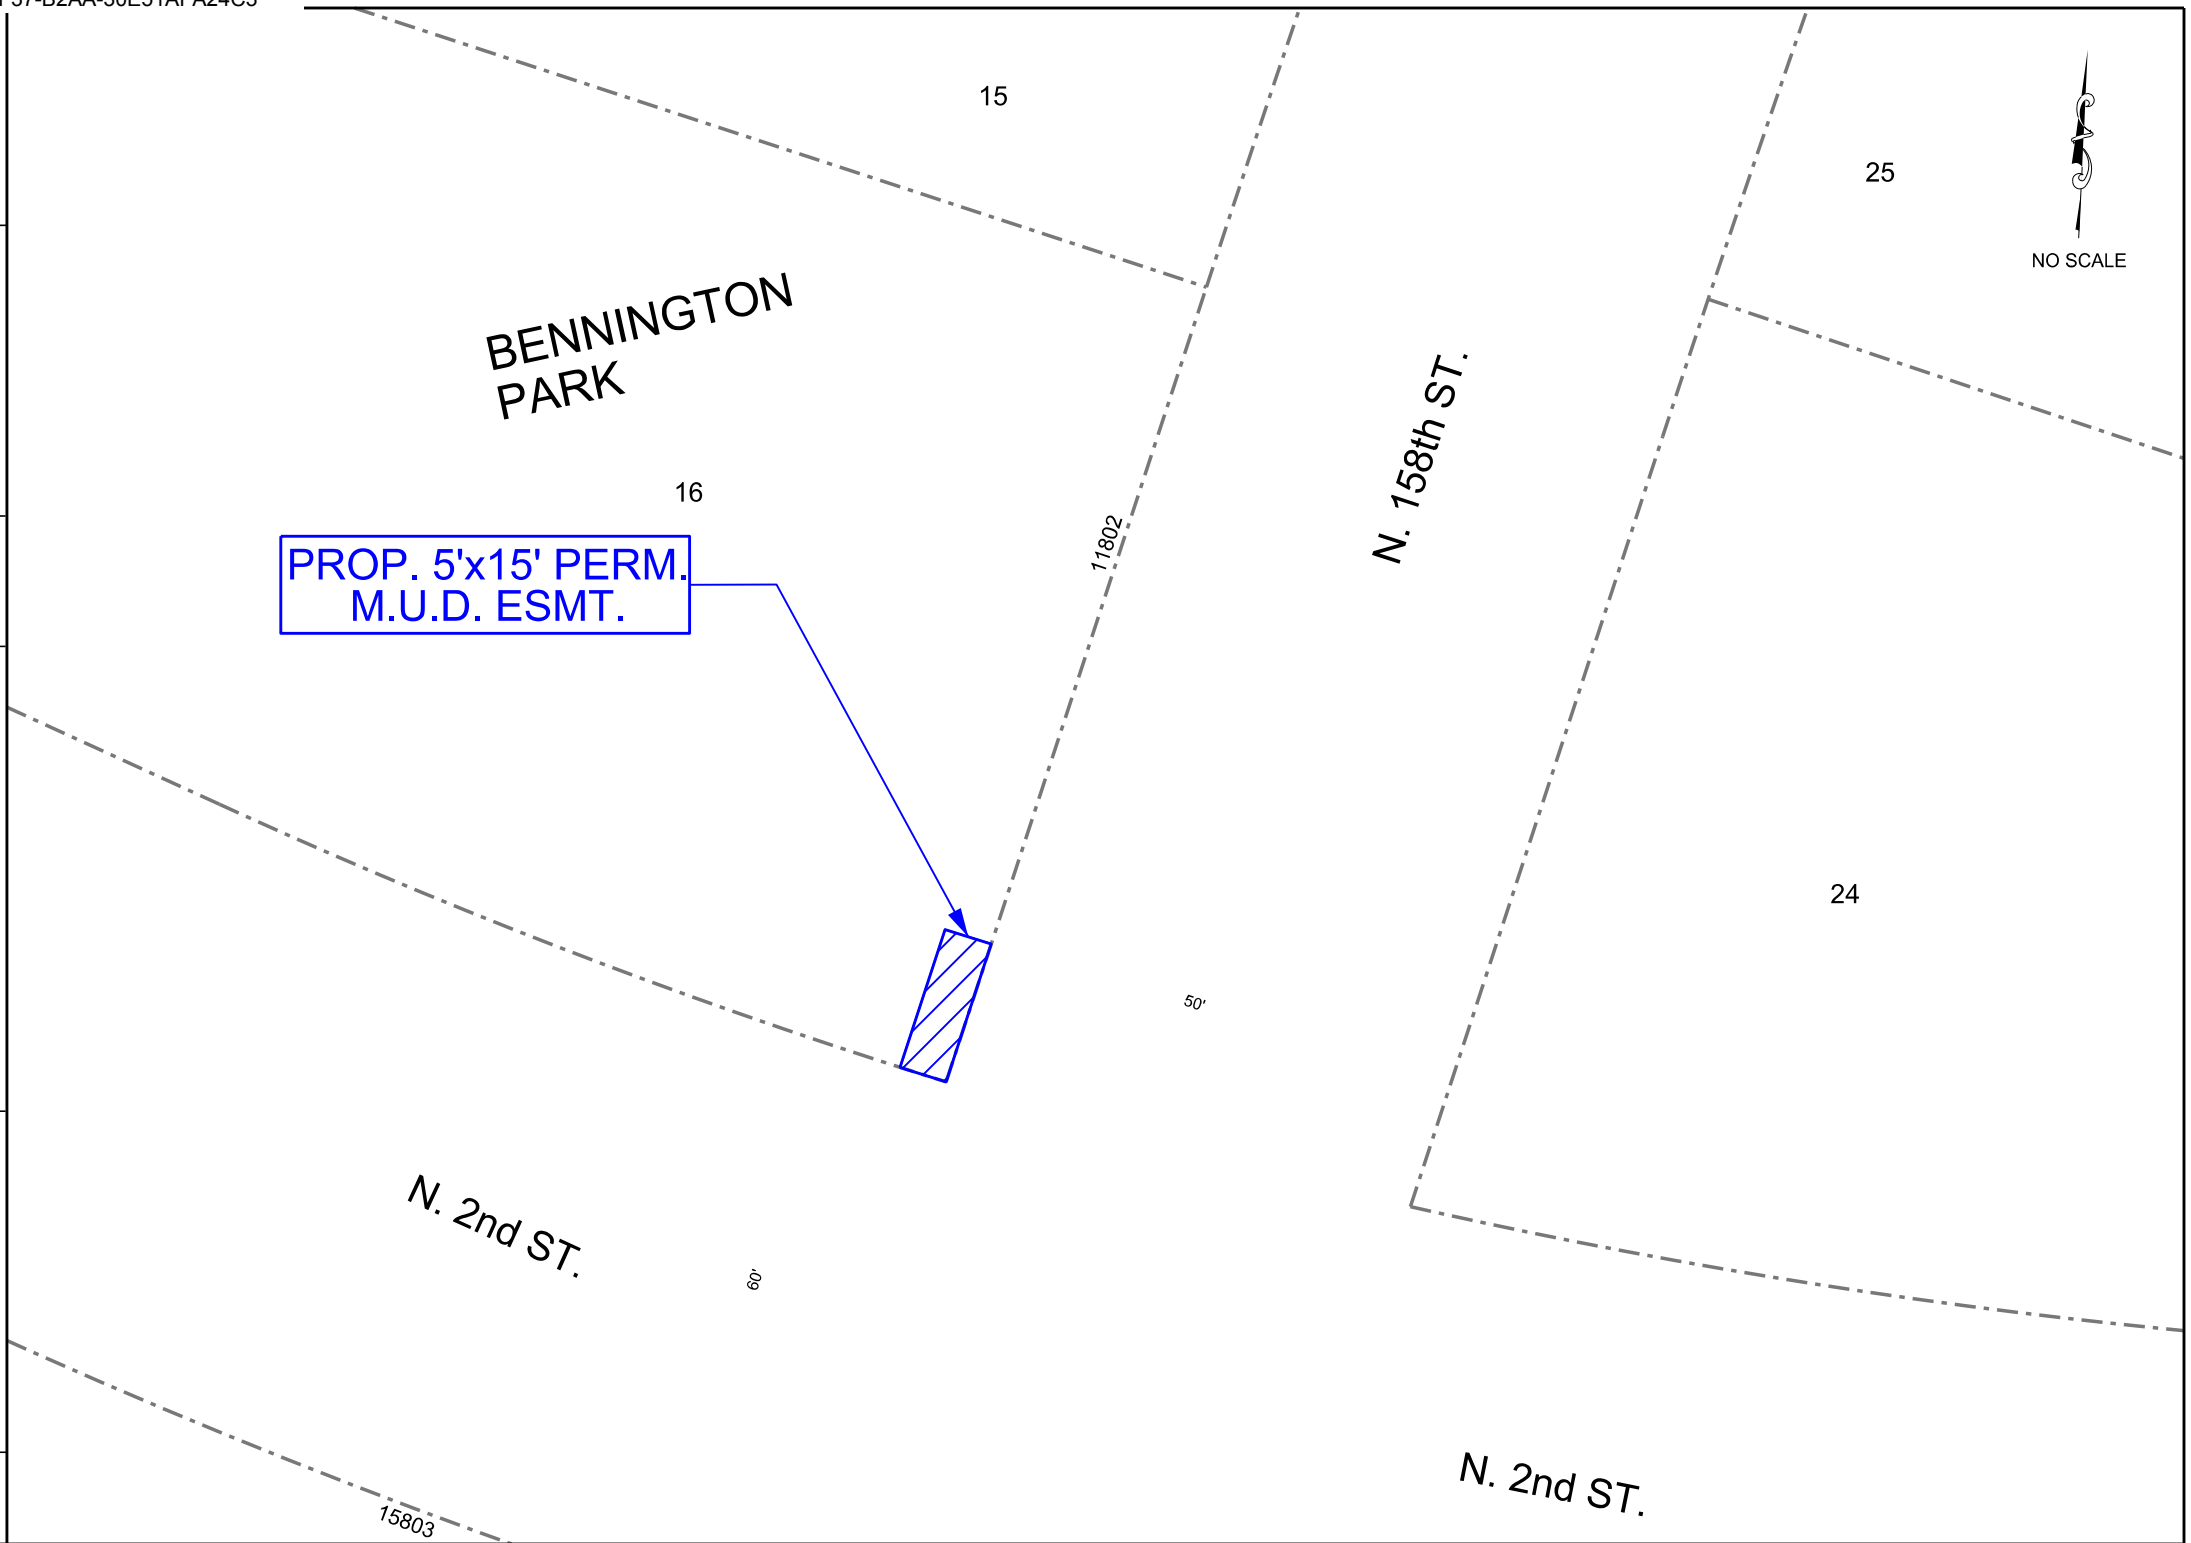 15
25
NO SCALE
BENNINGTON
PARK
N. 158th ST.
16
11802
PROP. 5'x15' PERM.
M.U.D. ESMT.
24
50'
N. 2nd ST.
60'
N. 2nd ST.
15803